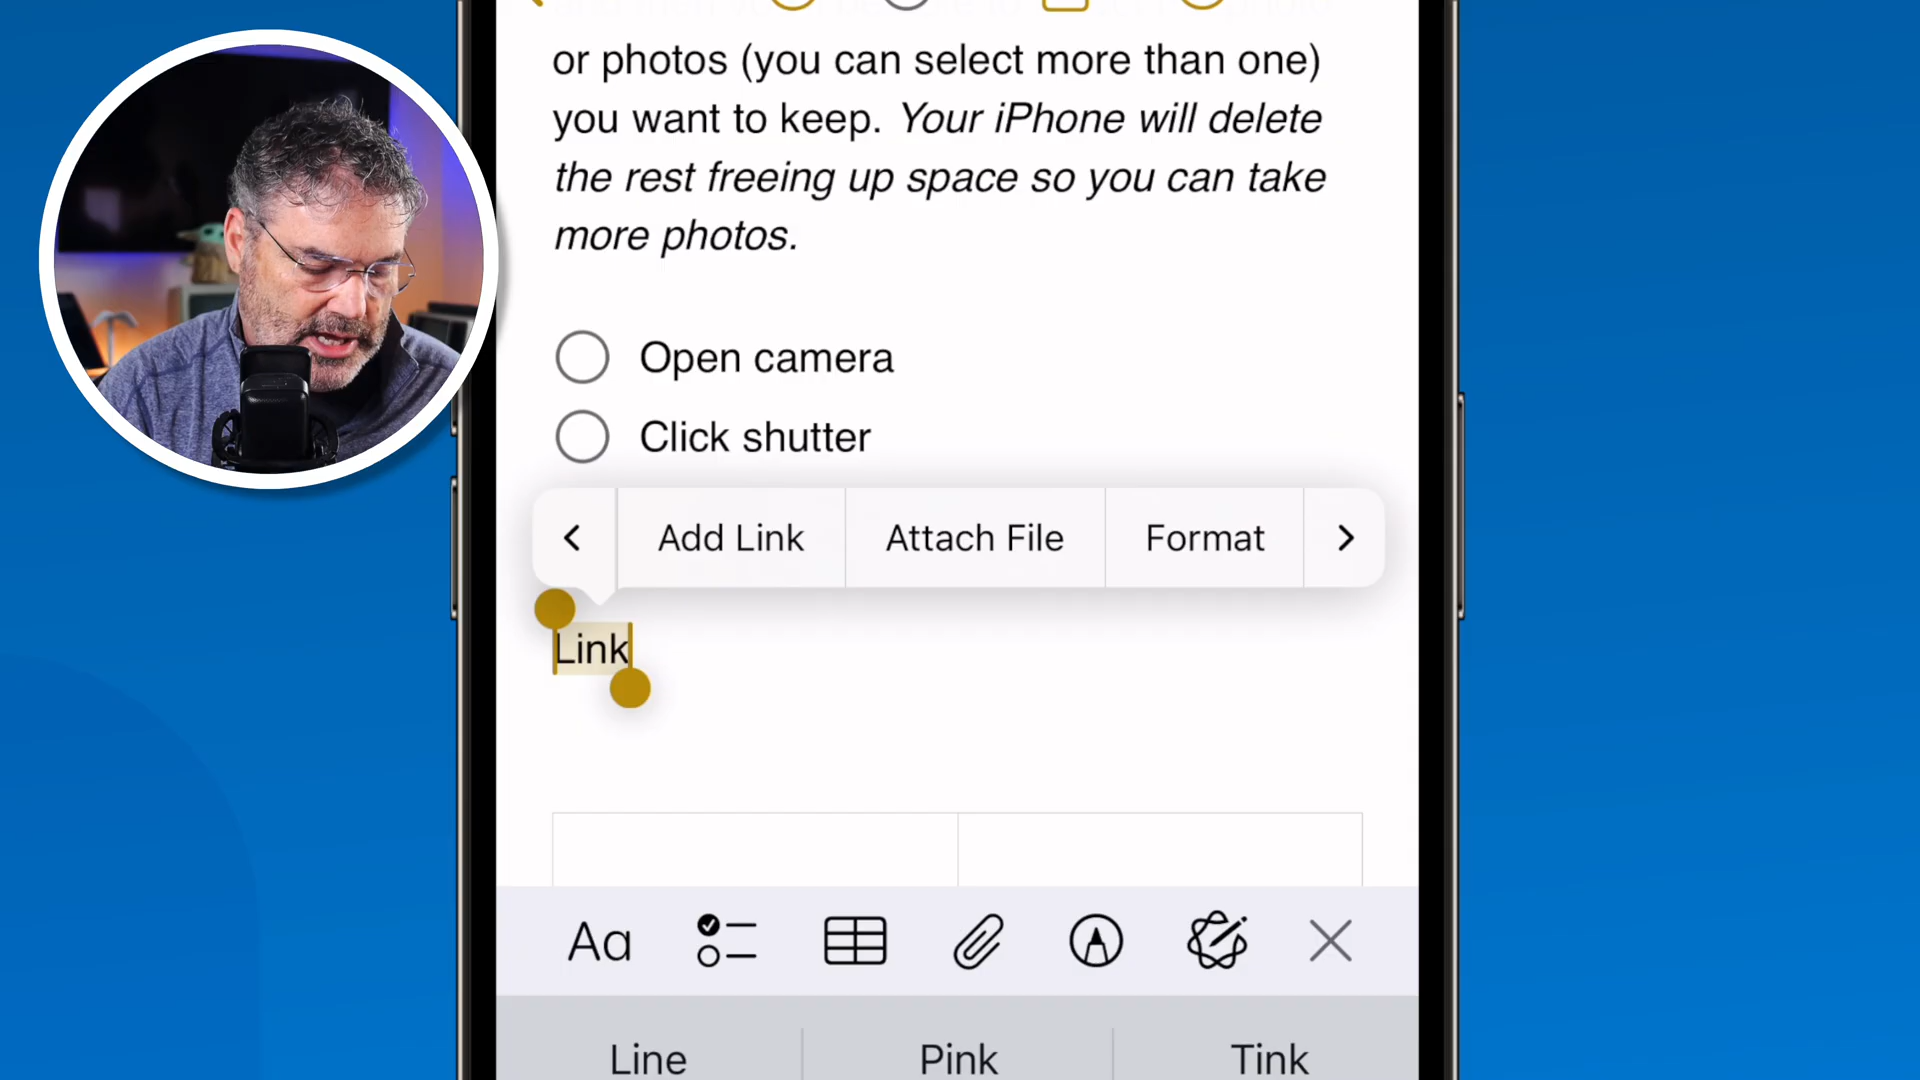 or photos (you can select more than one)
you want to keep. Your iPhone will delete
the rest freeing up space so you can take
more photos.
Open camera
Click shutter
Add Link Attach File Format
Link
Aa
Line Pink Tink